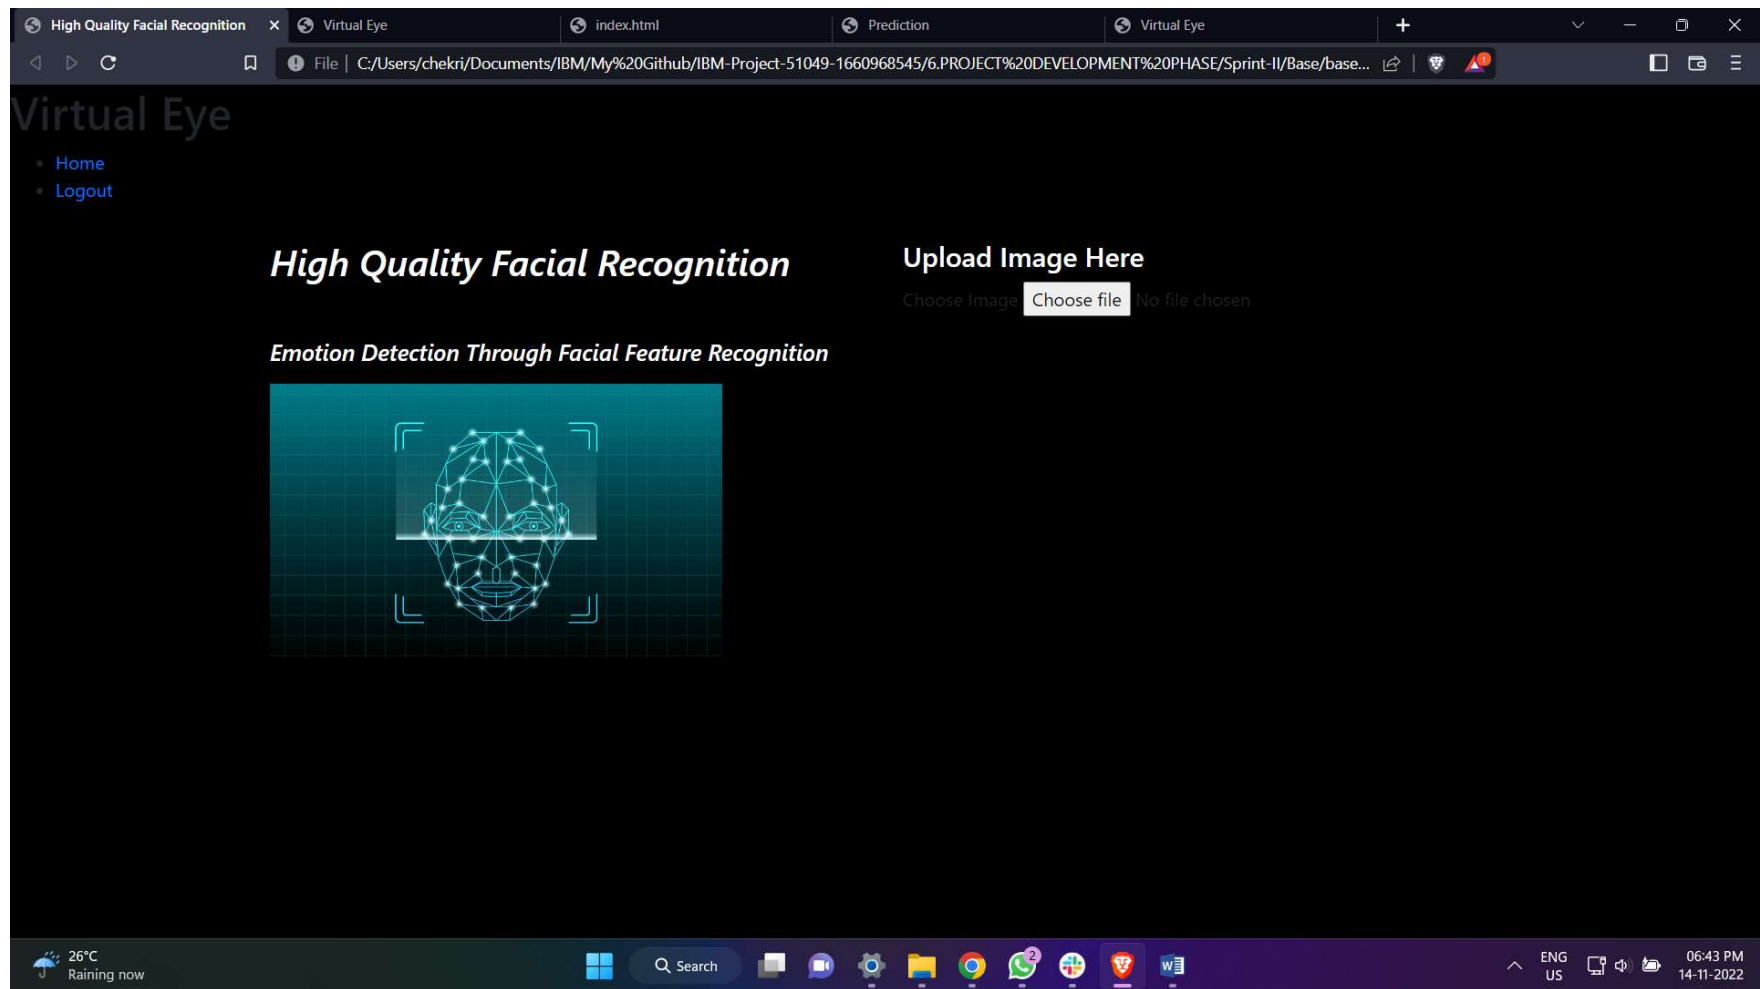 High Quality Facial Recognition
Virtual Eye
index.html
Prediction
Virtual Eye
File | C:/Users/chekri/Documents/IBM/My%20Github/IBM-Project-51049-1660968545/6.PROJECT%20DEVELOPMENT%20PHASE/Sprint-II/Base/base...
1
Virtual Eye
Home
Logout
High Quality Facial Recognition
Upload Image Here
Choose Image Choose file No file chosen
Emotion Detection Through Facial Feature Recognition
26°C
Raining now
Search
2
W
ENG
US
06:43 PM
14-11-2022